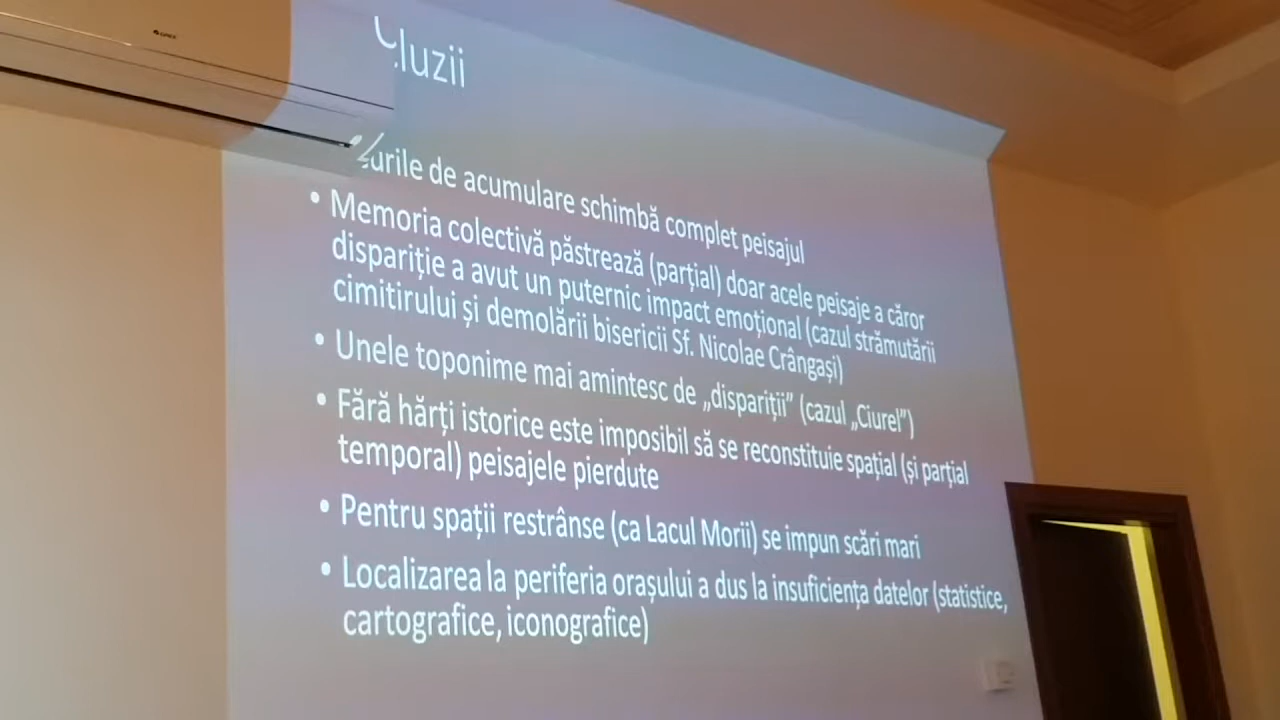 luzii
urile de acumulare schimbă complet peisajul
• Memoria colectivă păstrează (parțial) doar acele peisaje a căror
dispariție a avut un puternic impact emoțional (cazul strămutării
cimitirului și demolării bisericii Sf. Nicolae Crângași)
• Unele toponime mai amintesc de „dispariții” (cazul „Ciurel”)
• Fără hărți istorice este imposibil să se reconstituie spațial (și parțial
temporal) peisajele pierdute
• Pentru spații restrânse (ca Lacul Morii) se impun scări mari
• Localizarea la periferia orașului a dus la insuficiența datelor (statistice,
cartografice, iconografice)